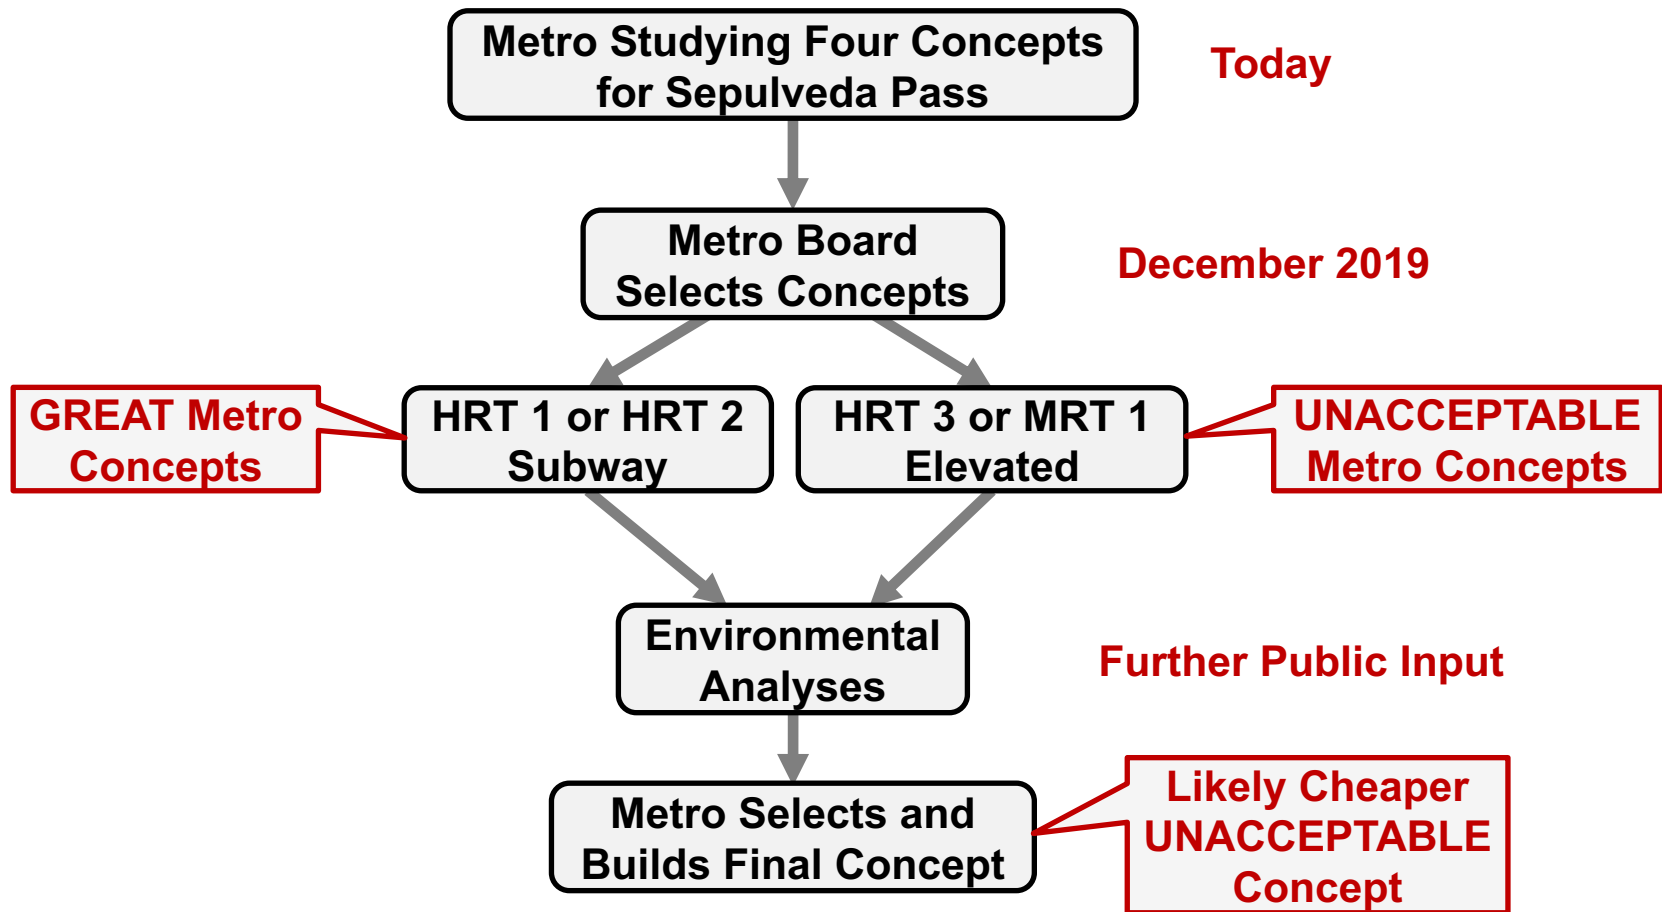 Metro Studying Four Concepts
for Sepulveda Pass
Today
Metro Board
Selects Concepts
December 2019
GREAT Metro
Concepts
HRT 1 or HRT 2
Subway
HRT 3 or MRT 1
Elevated
UNACCEPTABLE
Metro Concepts
Environmental
Analyses
Further Public Input
Metro Selects and
Builds Final Concept
Likely Cheaper
UNACCEPTABLE
Concept